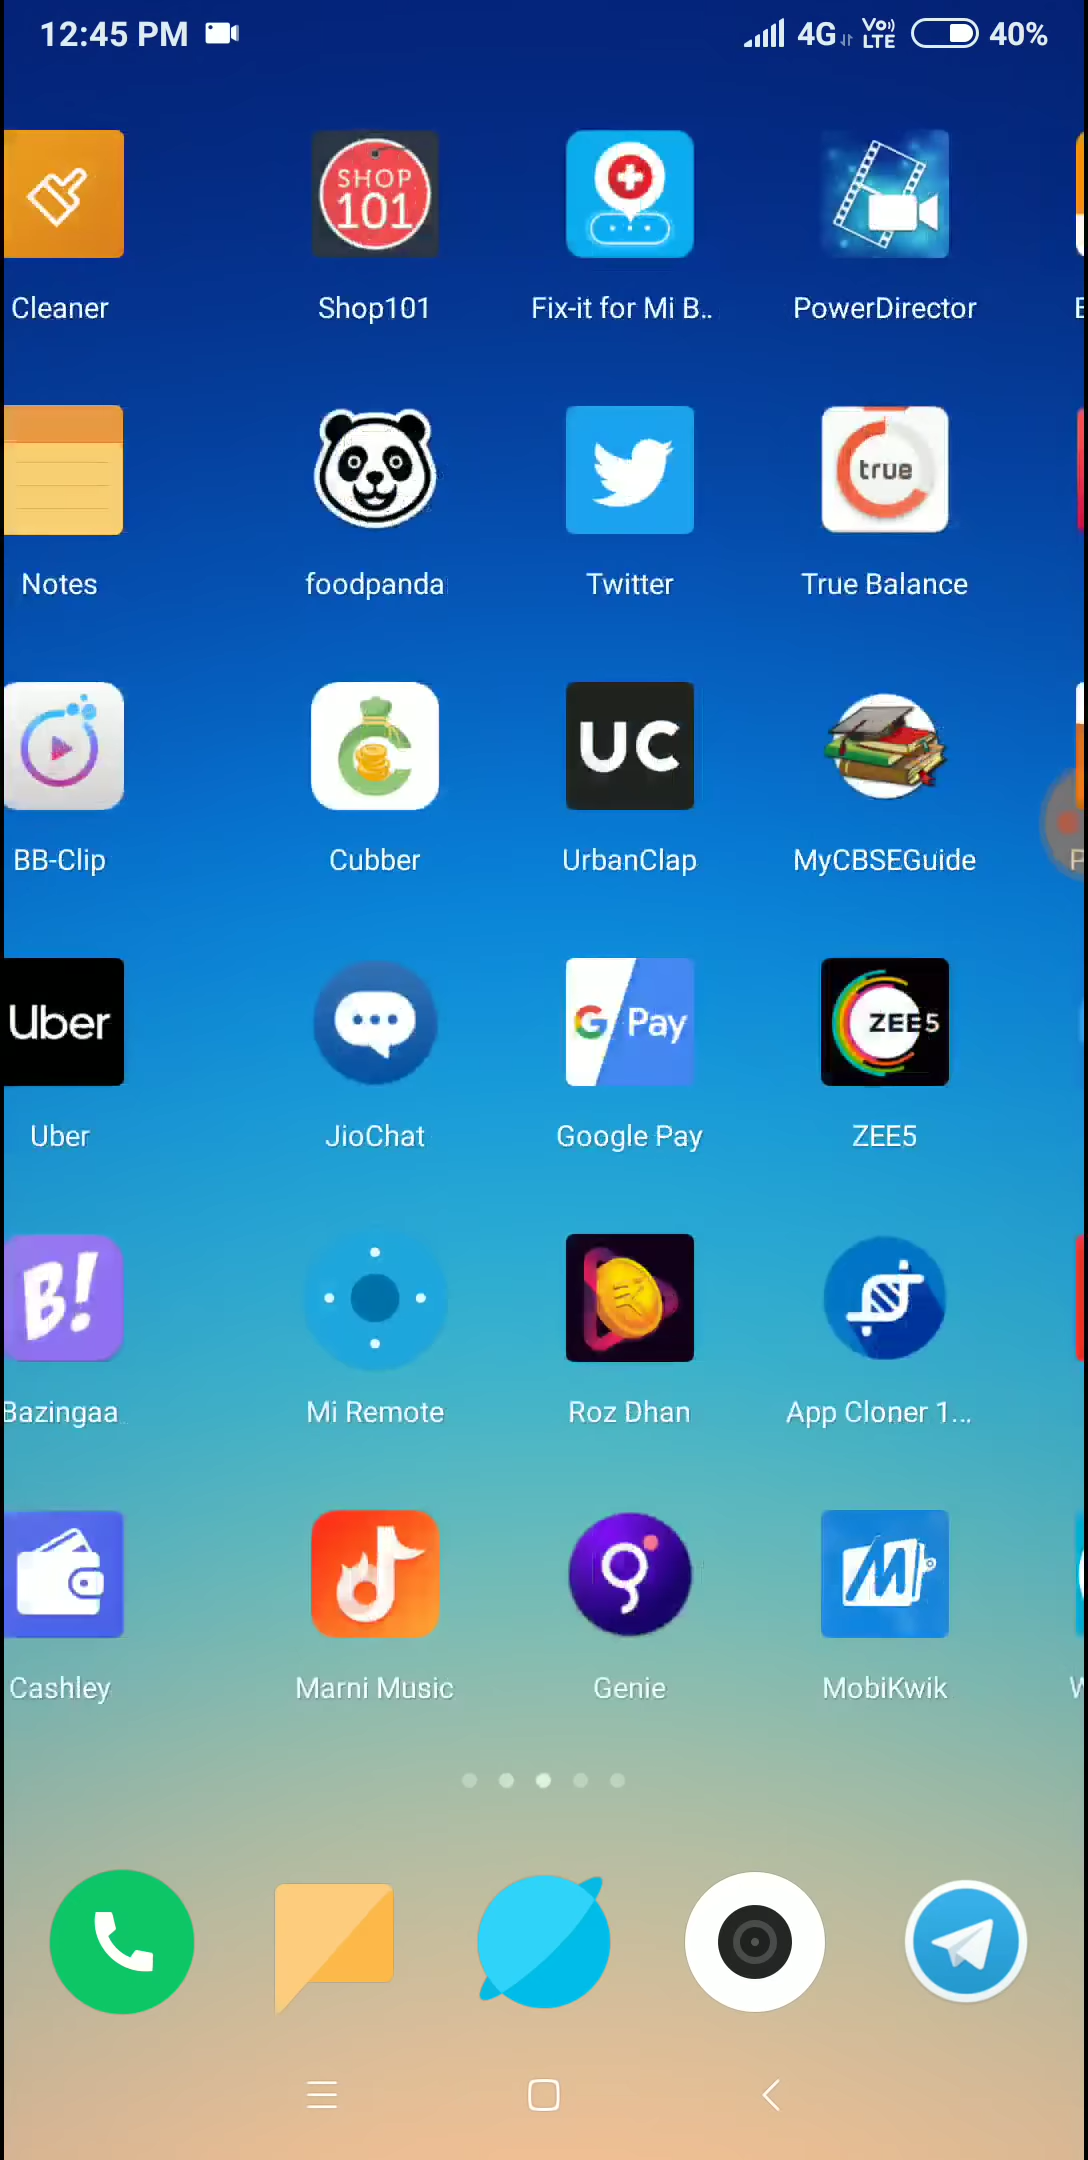 12:45 PM 4G Vo)) LTE 40%
SHOP
101
Cleaner Shop101 Fix-it for Mi B.. PowerDirector
true
Notes foodpanda Twitter True Balance
UC
BB-Clip Cubber UrbanClap MyCBSEGuide
Uber G Pay ZEE5
Uber JioChat Google Pay ZEE5
B!
Bazingaa Mi Remote Roz Dhan App Cloner 1...
Cashley Marni Music Genie MobiKwik